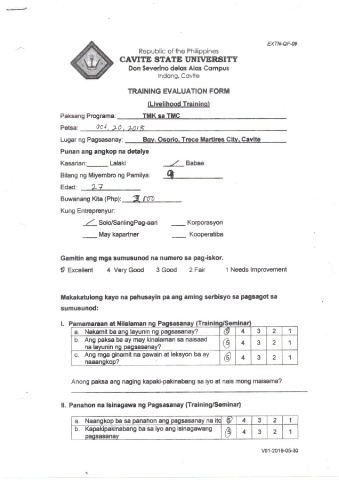 EXTN-QF-09
Republic of the Philippines
CAVITE STATE UNIVERSITY
Don Severino delas Alas Campus
Indang, Cavite
TRAINING EVALUATION FORM
(Livelihood Training)
Paksang Programa: TMK sa TMC
Petsa: Oct. 20, 2018
Lugar ng Pagsasanay: Bgy. Osorio, Trece Martires City, Cavite
Punan ang angkop na detalye
Kasarian: Lalaki Babae
Bilang ng Miyembro ng Pamilya:
Edad: 27
Buwanang Kita (Php):
Kung Entreprenyur:
Solo/SarilingPag-aari Korporasyon
May kapartner Kooperatibe
Gamitin ang mga sumusunod na numero sa pag-iskor.
5 Excellent 4 Very Good 3 Good 2 Fair 1 Needs Improvement
Makakatulong kayo na pahusayin pa ang aming serbisyo sa pagsagot sa
sumusunod:
I. Pamamaraan at Nilalaman ng Pagsasanay (Training/Seminar)
a. Nakamit ba ang layunin ng pagsasanay? 5 4 3 2 1
b. Ang paksa ba ay may kinalaman sa naisaad na layunin ng pagsasanay? 5 4 3 2 1
c. Ang mga ginamit na gawain at leksyon ba ay naaangkop? 5 4 3 2 1
Anong paksa ang naging kapaki-pakinabang sa iyo at nais mong maisama?
II. Panahon na Isinagawa ng Pagsasanay (Training/Seminar)
a. Naangkop ba sa panahon ang pagsasanay na ito 5 4 3 2 1
b. Kapakipakinabang ba sa iyo ang isinagawang pagsasanay 5 4 3 2 1
V01-2018-05-30